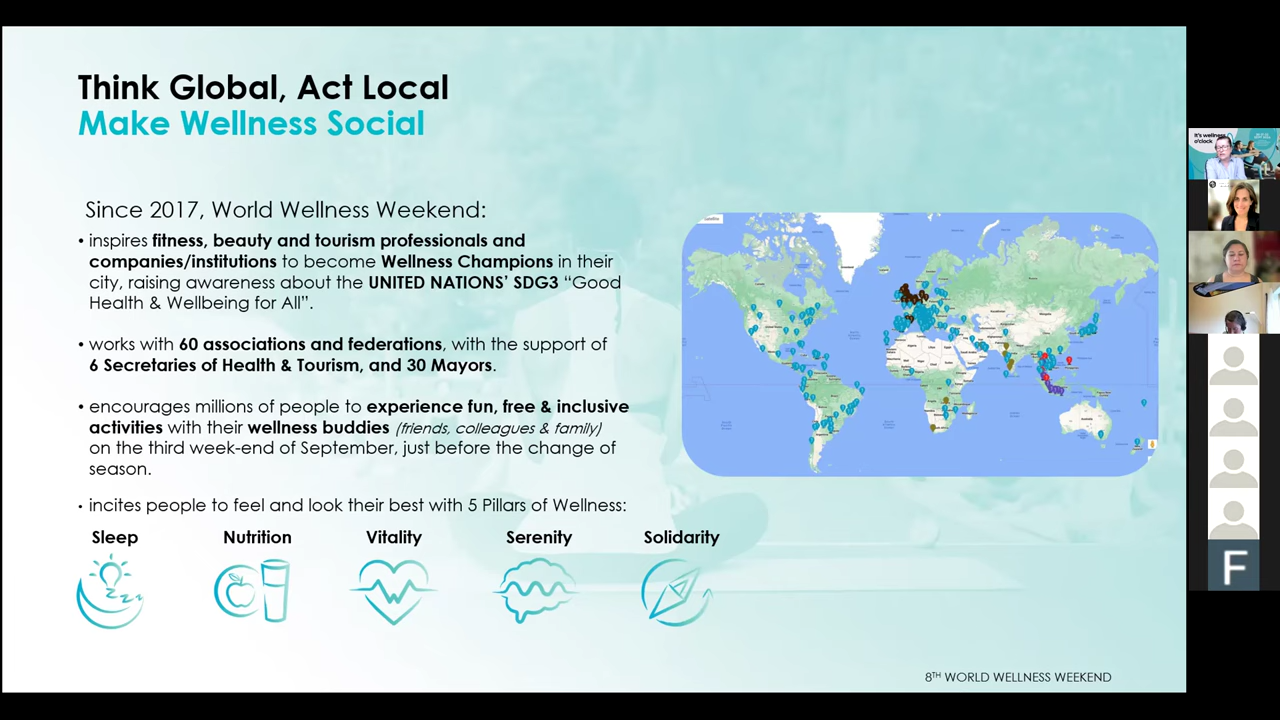 Think Global, Act Local
Make Wellness Social
Since 2017, World Wellness Weekend:
• inspires fitness, beauty and tourism professionals and
companies/institutions to become Wellness Champions in their
city, raising awareness about the UNITED NATIONS’ SDG3 “Good
Health & Wellbeing for All”.
• works with 60 associations and federations, with the support of
6 Secretaries of Health & Tourism, and 30 Mayors.
• encourages millions of people to experience fun, free & inclusive
activities with their wellness buddies (friends, colleagues & family)
on the third week-end of September, just before the change of
season.
• incites people to feel and look their best with 5 Pillars of Wellness:
Sleep Nutrition Vitality Serenity Solidarity
8TH WORLD WELLNESS WEEKEND
It's wellness
o'clock
F